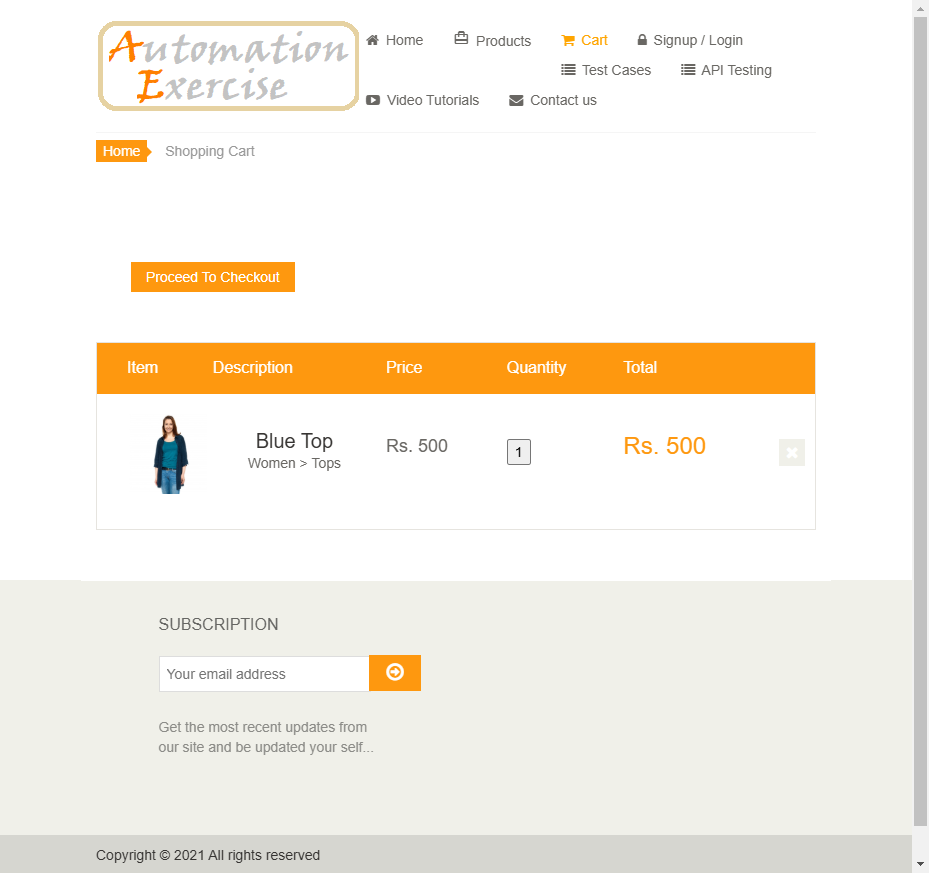 Automation
Exercise
Home Products Cart Signup / Login
Test Cases API Testing
Video Tutorials Contact us
Home Shopping Cart
Proceed To Checkout
Item Description Price Quantity Total
Blue Top Rs. 500 1 Rs. 500
Women > Tops
SUBSCRIPTION
Your email address
Get the most recent updates from
our site and be updated your self...
Copyright © 2021 All rights reserved